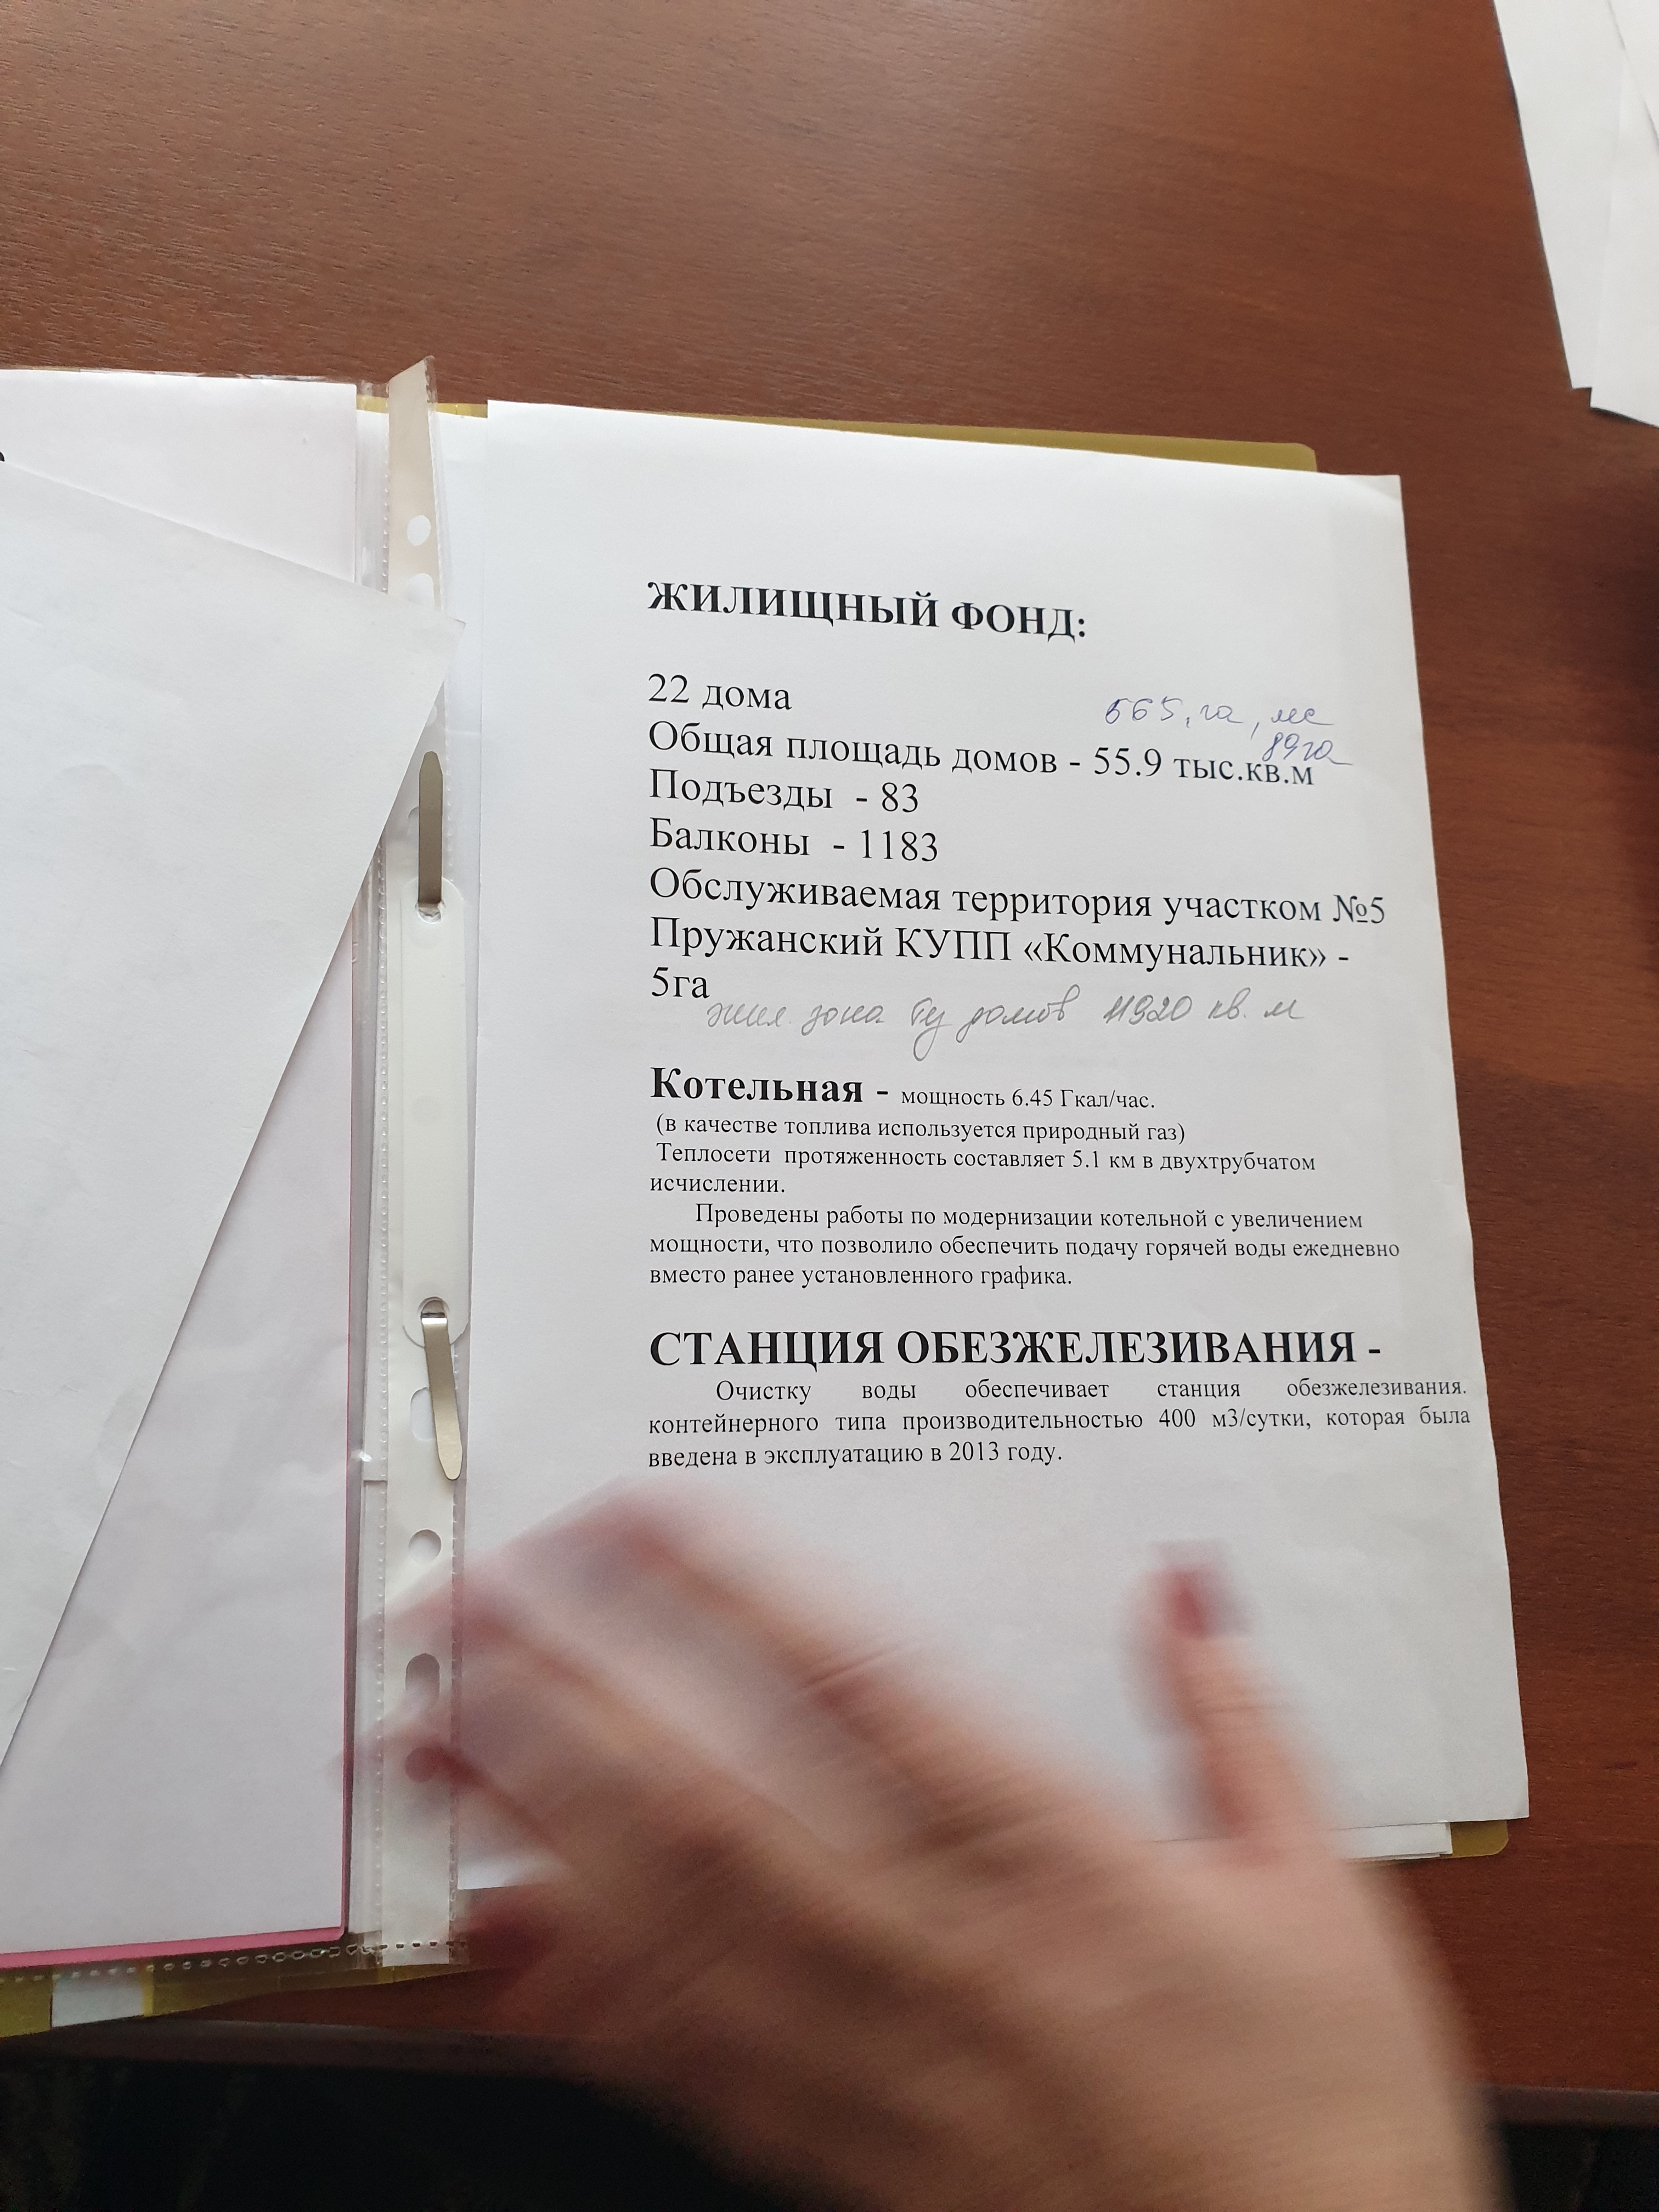 ЖИЛИЩНЫЙ ФОНД:
22 дома
565, га, лес
89га
Общая площадь домов - 55.9 тыс.кв.м
Подъезды - 83
Балконы - 1183
Обслуживаемая территория участком №5
Пружанский КУПП «Коммунальник» -
5га
жил. зона домов 11920 кв. м
Котельная - мощность 6.45 Гкал/час.
(в качестве топлива используется природный газ)
Теплосети протяженность составляет 5.1 км в двухтрубчатом
исчислении.
Проведены работы по модернизации котельной с увеличением
мощности, что позволило обеспечить подачу горячей воды ежедневно
вместо ранее установленного графика.
СТАНЦИЯ ОБЕЗЖЕЛЕЗИВАНИЯ -
Очистку воды обеспечивает станция обезжелезивания.
контейнерного типа производительностью 400 м3/сутки, которая была
введена в эксплуатацию в 2013 году.